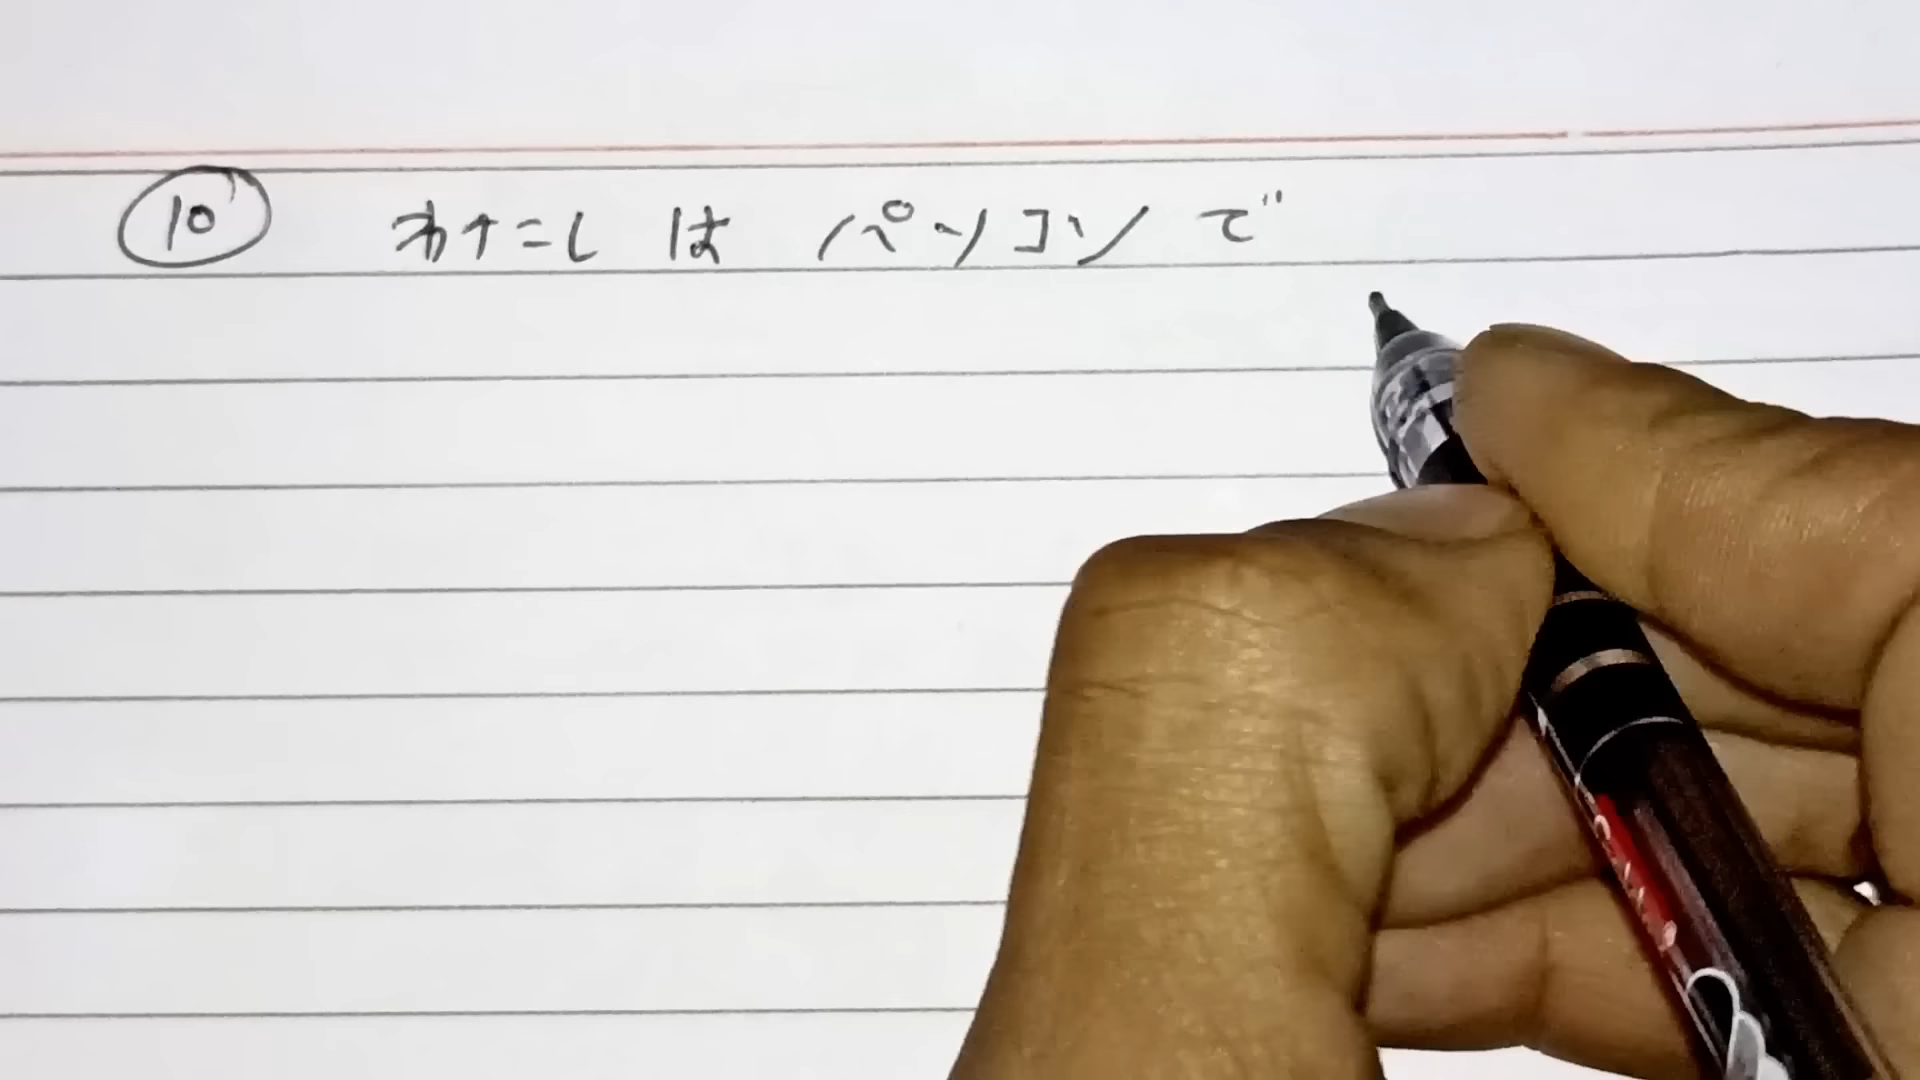 ⑩ わたし は パソコン で